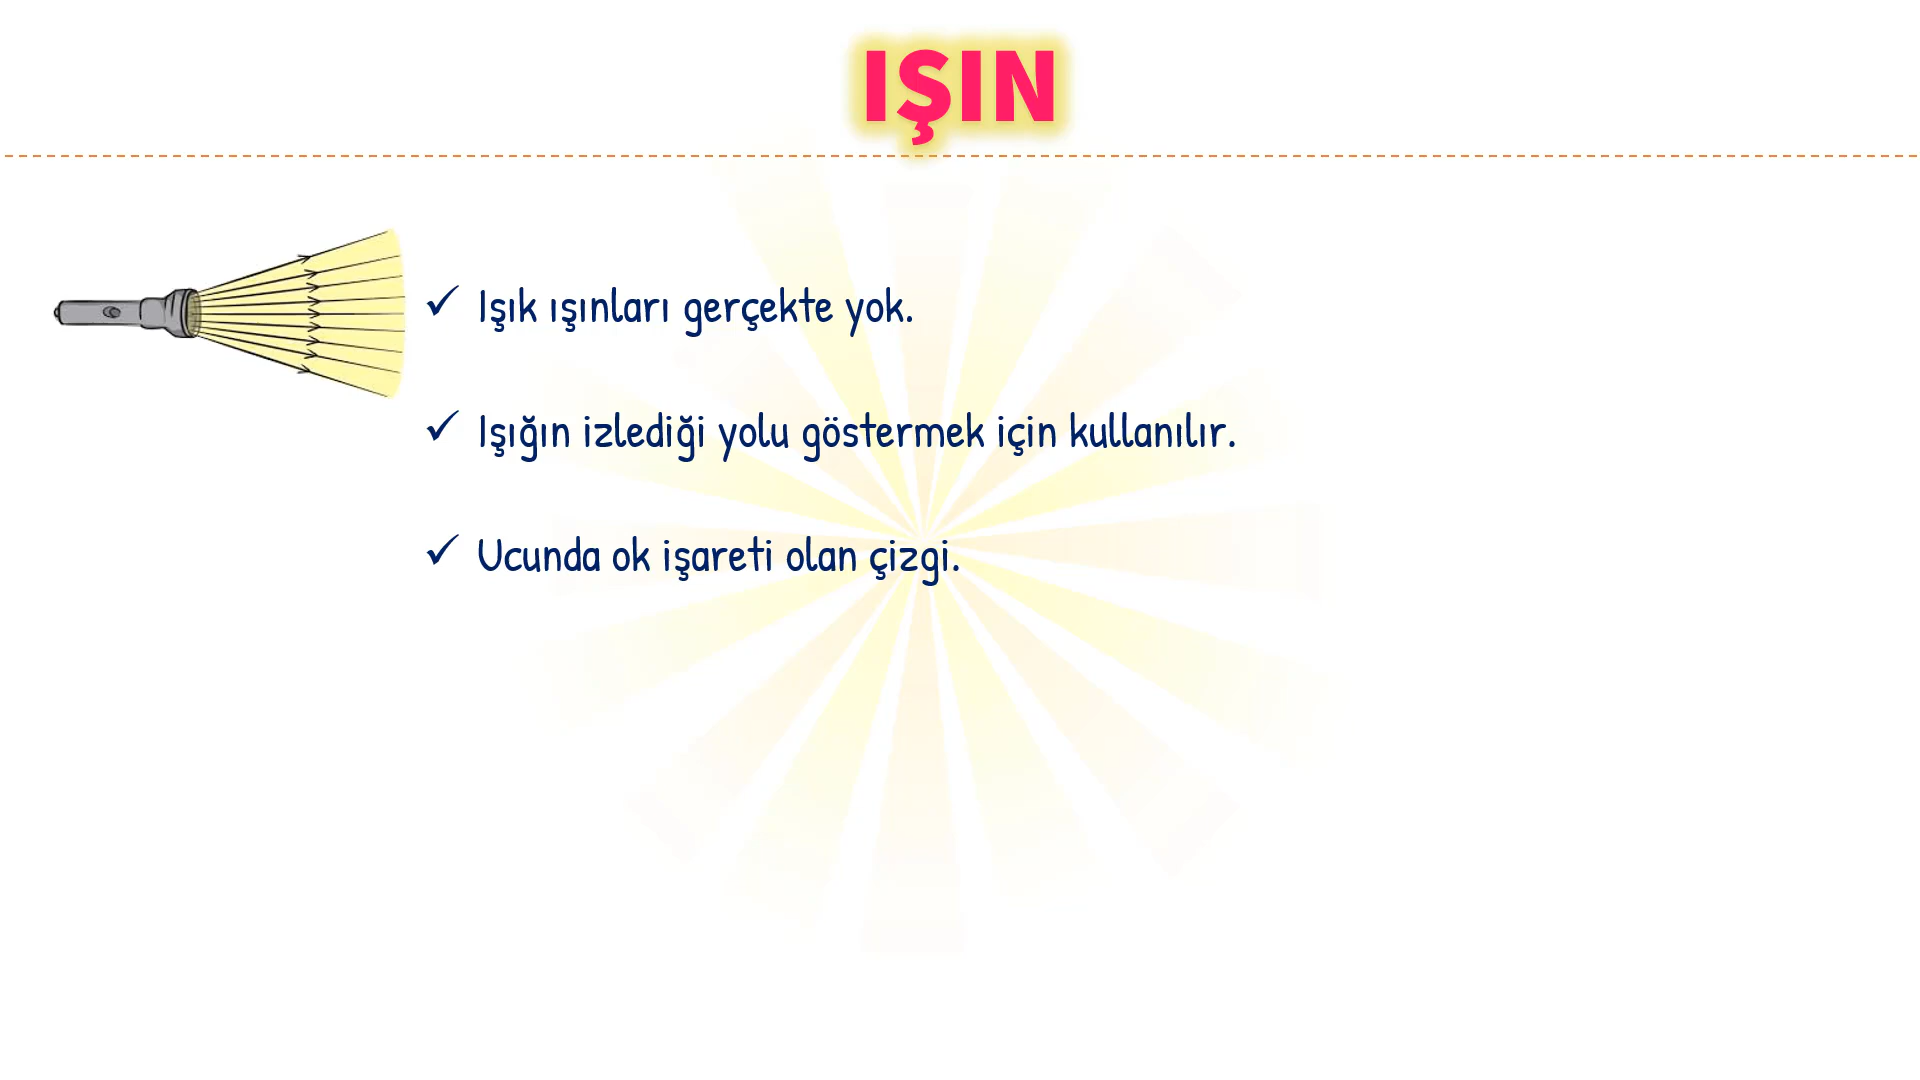 IŞIN
✓ Işık ışınları gerçekte yok.
✓ Işığın izlediği yolu göstermek için kullanılır.
✓ Ucunda ok işareti olan çizgi.